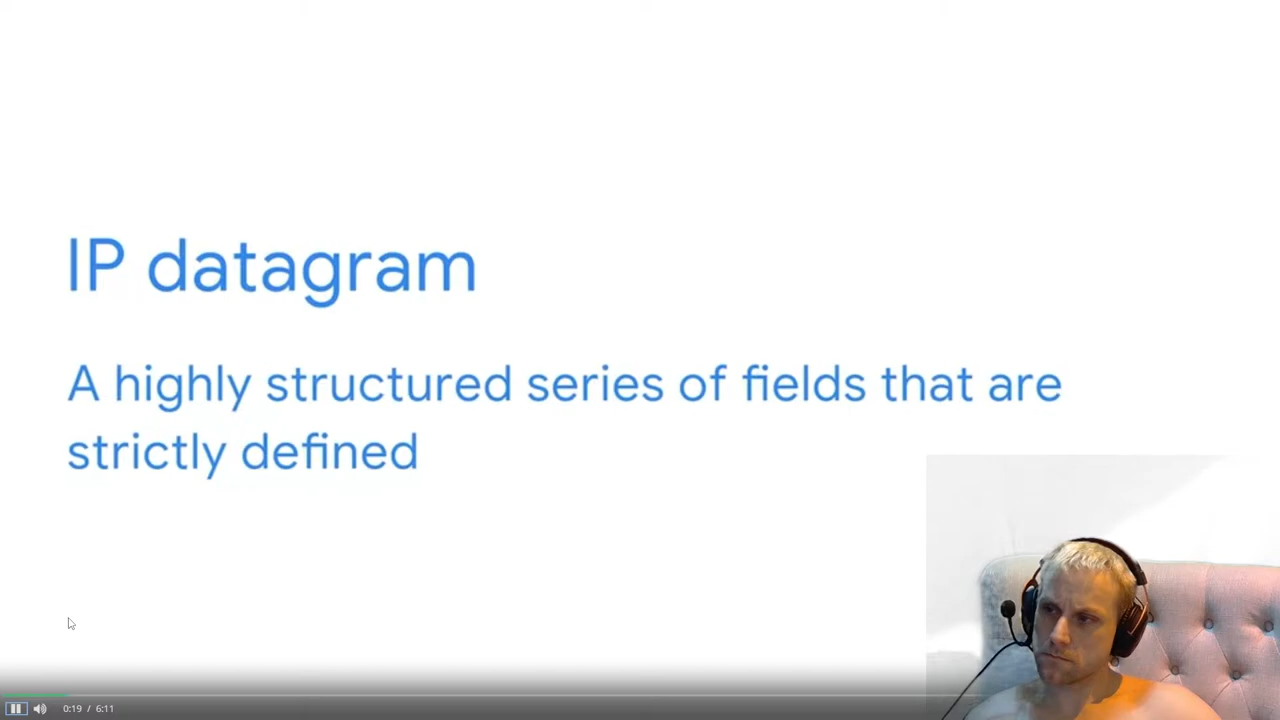 IP datagram
A highly structured series of fields that are
strictly defined
0:19 / 6:11